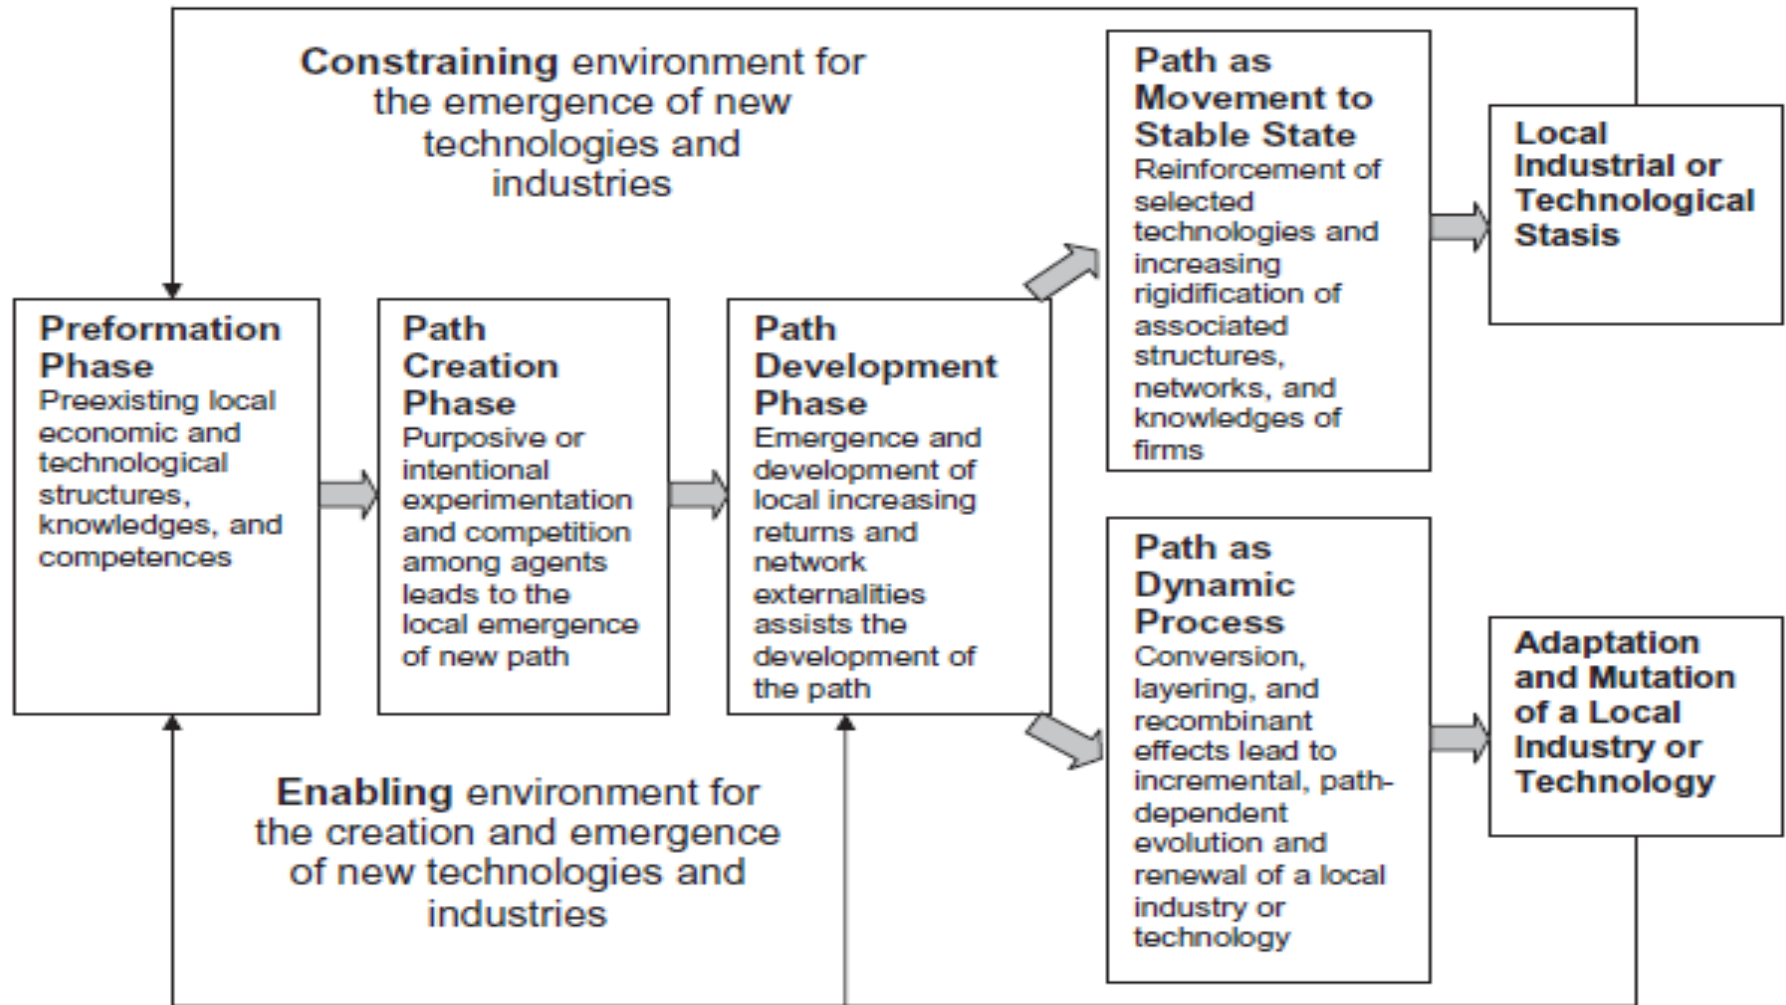 Constraining environment for
the emergence of new
technologies and
industries
Preformation
Phase
Preexisting local
economic and
technological
structures,
knowledges, and
competences
Path
Creation
Phase
Purposive or
intentional
experimentation
and competition
among agents
leads to the
local emergence
of new path
Path
Development
Phase
Emergence and
development of
local increasing
returns and
network
externalities
assists the
development of
the path
Path as
Movement to
Stable State
Reinforcement of
selected
technologies and
increasing
rigidification of
associated
structures,
networks, and
knowledges of
firms
Local
Industrial or
Technological
Stasis
Path as
Dynamic
Process
Conversion,
layering, and
recombinant
effects lead to
incremental, path-
dependent
evolution and
renewal of a local
industry or
technology
Adaptation
and Mutation
of a Local
Industry or
Technology
Enabling environment for
the creation and emergence
of new technologies and
industries